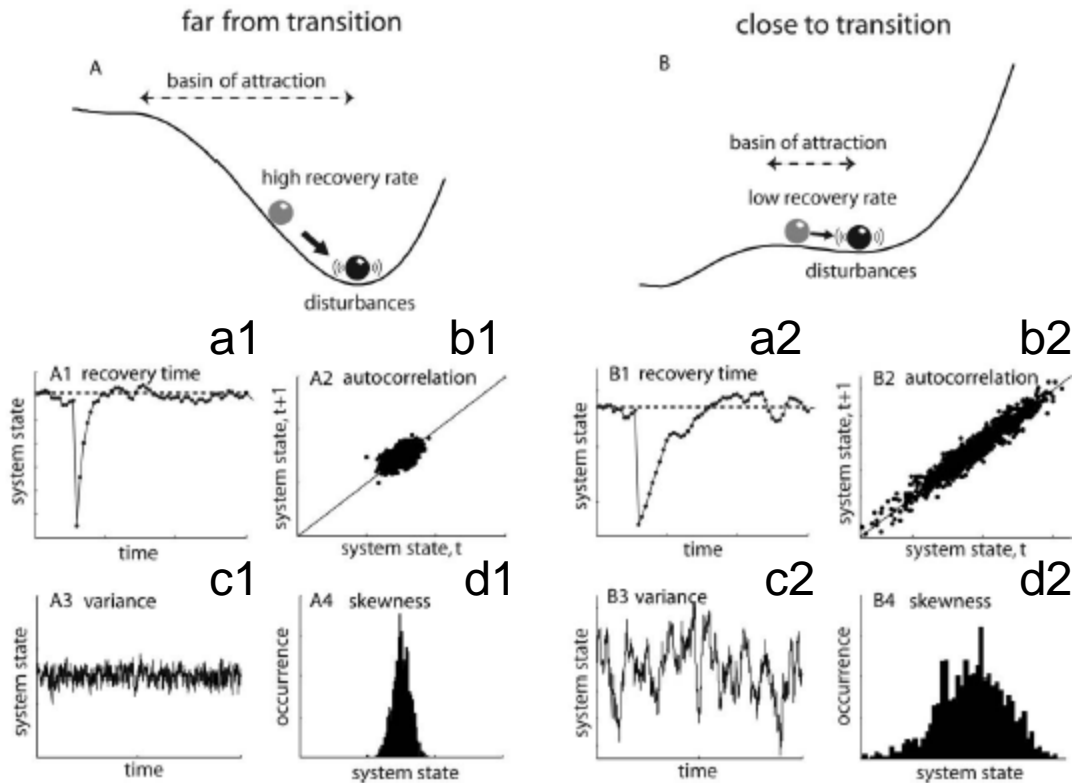 far from transition
close to transition
A
basin of attraction
high recovery rate
disturbances
B
basin of attraction
low recovery rate
disturbances
a1
b1
a2
b2
A1 recovery time
system state
time
A2 autocorrelation
system state, t+1
system state, t
B1 recovery time
system state
time
B2 autocorrelation
system state, t+1
system state, t
c1
d1
c2
d2
A3 variance
system state
time
A4 skewness
occurrence
B3 variance
system state
time
B4 skewness
occurrence
system state